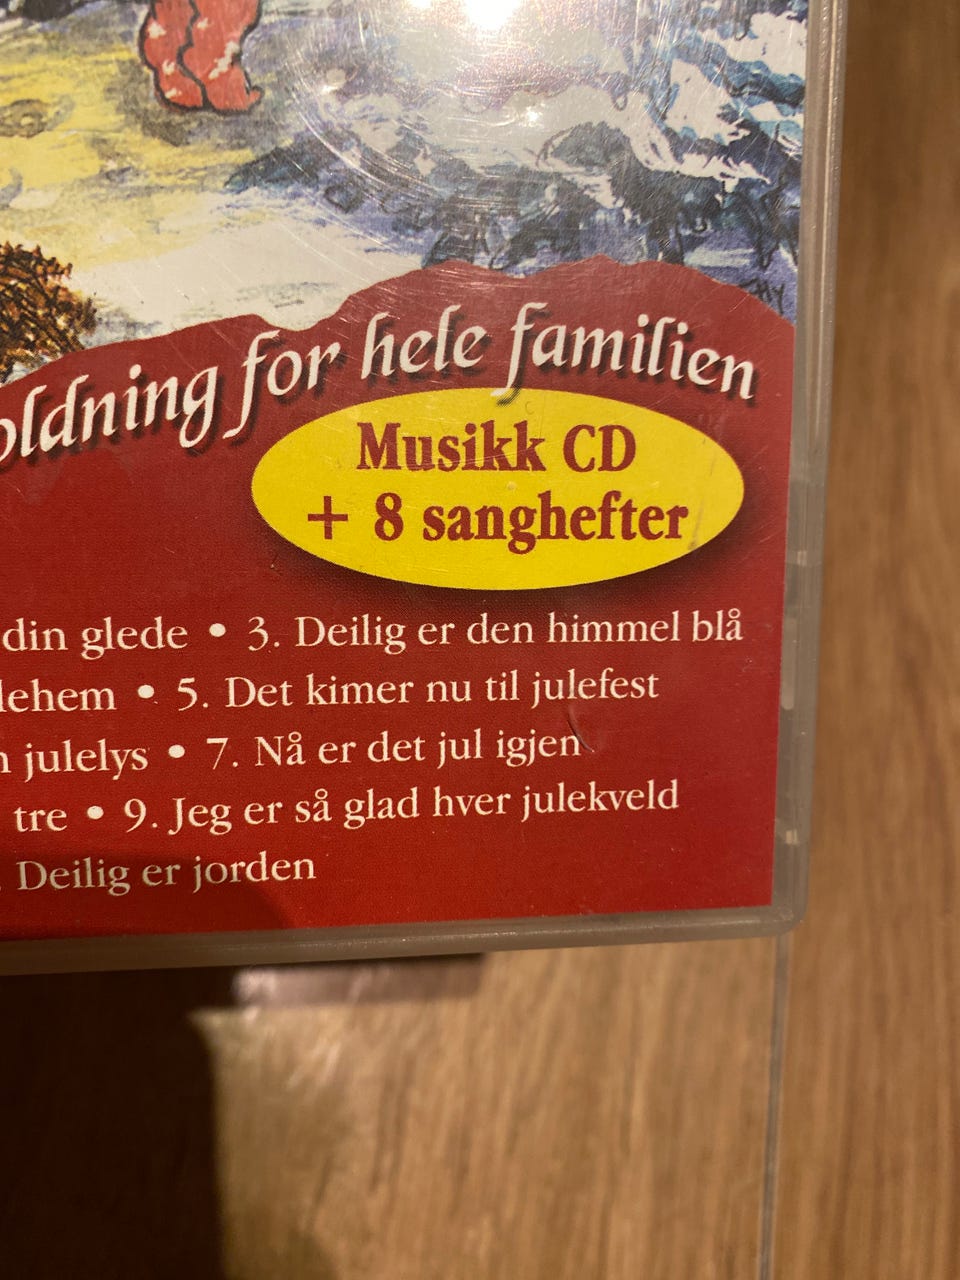 for hele familien
Musikk CD
+ 8 sanghefter
din glede • 3. Deilig er den himmel blå
• 5. Det kimer nu til julefest
julelys • 7. Nå er det jul igjen
tre • 9. Jeg er så glad hver julekveld
Deilig er jorden